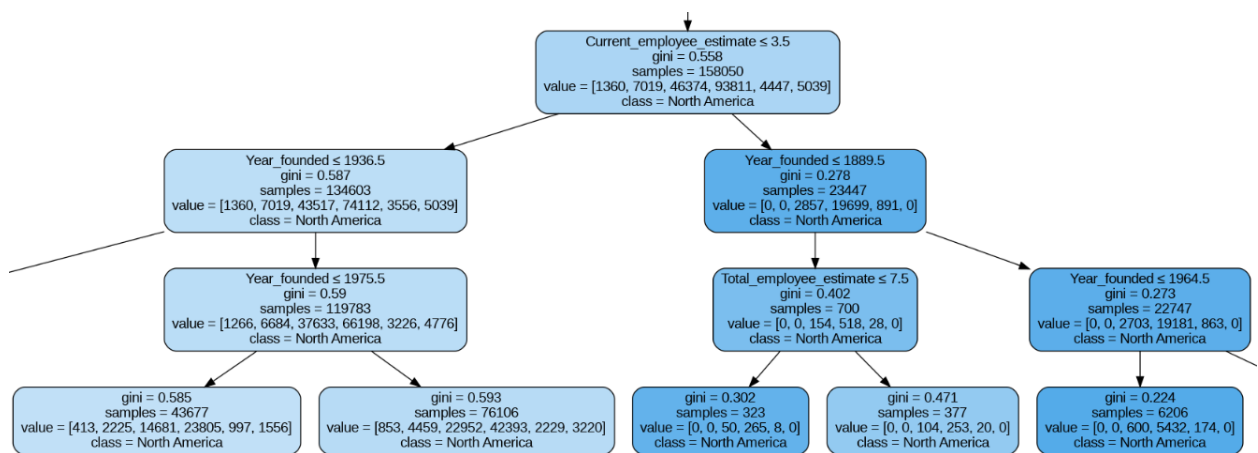 Current_employee_estimate ≤ 3.5
gini = 0.558
samples = 158050
value = [1360, 7019, 46374, 93811, 4447, 5039]
class = North America
Year_founded ≤ 1936.5
gini = 0.587
samples = 134603
value = [1360, 7019, 43517, 74112, 3556, 5039]
class = North America
Year_founded ≤ 1889.5
gini = 0.278
samples = 23447
value = [0, 0, 2857, 19699, 891, 0]
class = North America
Year_founded ≤ 1975.5
gini = 0.59
samples = 119783
value = [1266, 6684, 37633, 66198, 3226, 4776]
class = North America
Total_employee_estimate ≤ 7.5
gini = 0.402
samples = 700
value = [0, 0, 154, 518, 28, 0]
class = North America
Year_founded ≤ 1964.5
gini = 0.273
samples = 22747
value = [0, 0, 2703, 19181, 863, 0]
class = North America
gini = 0.585
samples = 43677
value = [413, 2225, 14681, 23805, 997, 1556]
class = North America
gini = 0.593
samples = 76106
value = [853, 4459, 22952, 42393, 2229, 3220]
class = North America
gini = 0.302
samples = 323
value = [0, 0, 50, 265, 8, 0]
class = North America
gini = 0.471
samples = 377
value = [0, 0, 104, 253, 20, 0]
class = North America
gini = 0.224
samples = 6206
value = [0, 0, 600, 5432, 174, 0]
class = North America